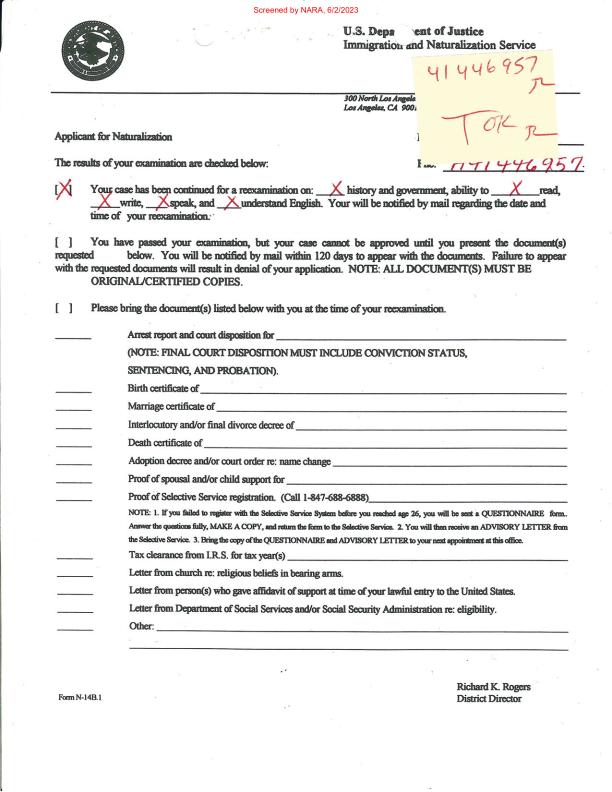 Screened by NARA, 6/2/2023
U.S. Depa ent of Justice
Immigration and Naturalization Service
41446957
300 North Los Angele
Los Angeles, CA 900
TOK
Applicant for Naturalization
The results of your examination are checked below:
A41446957.
[X] Your case has been continued for a reexamination on: X history and government, ability to X read,
X write, X speak, and X understand English. Your will be notified by mail regarding the date and
time of your reexamination.
[ ] You have passed your examination, but your case cannot be approved until you present the document(s)
requested below. You will be notified by mail within 120 days to appear with the documents. Failure to appear
with the requested documents will result in denial of your application. NOTE: ALL DOCUMENT(S) MUST BE
ORIGINAL/CERTIFIED COPIES.
[ ] Please bring the document(s) listed below with you at the time of your reexamination.
Arrest report and court disposition for
(NOTE: FINAL COURT DISPOSITION MUST INCLUDE CONVICTION STATUS,
SENTENCING, AND PROBATION).
Birth certificate of
Marriage certificate of
Interlocutory and/or final divorce decree of
Death certificate of
Adoption decree and/or court order re: name change
Proof of spousal and/or child support for
Proof of Selective Service registration. (Call 1-847-688-6888)
NOTE: 1. If you failed to register with the Selective Service System before you reached age 26, you will be sent a QUESTIONNAIRE form.
Answer the questions fully, MAKE A COPY, and return the form to the Selective Service. 2. You will then receive an ADVISORY LETTER from
the Selective Service. 3. Bring the copy of the QUESTIONNAIRE and ADVISORY LETTER to your next appointment at this office.
Tax clearance from I.R.S. for tax year(s)
Letter from church re: religious beliefs in bearing arms.
Letter from person(s) who gave affidavit of support at time of your lawful entry to the United States.
Letter from Department of Social Services and/or Social Security Administration re: eligibility.
Other:
Richard K. Rogers
Form N-14B.1
District Director